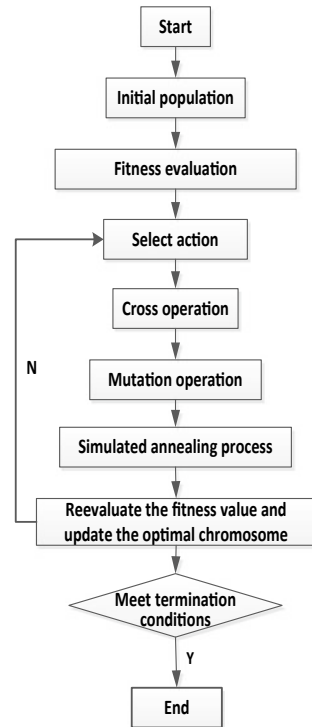 Start
Initial population
Fitness evaluation
Select action
Cross operation
N
Mutation operation
Simulated annealing process
Reevaluate the fitness value and
update the optimal chromosome
Meet termination
conditions
Y
End